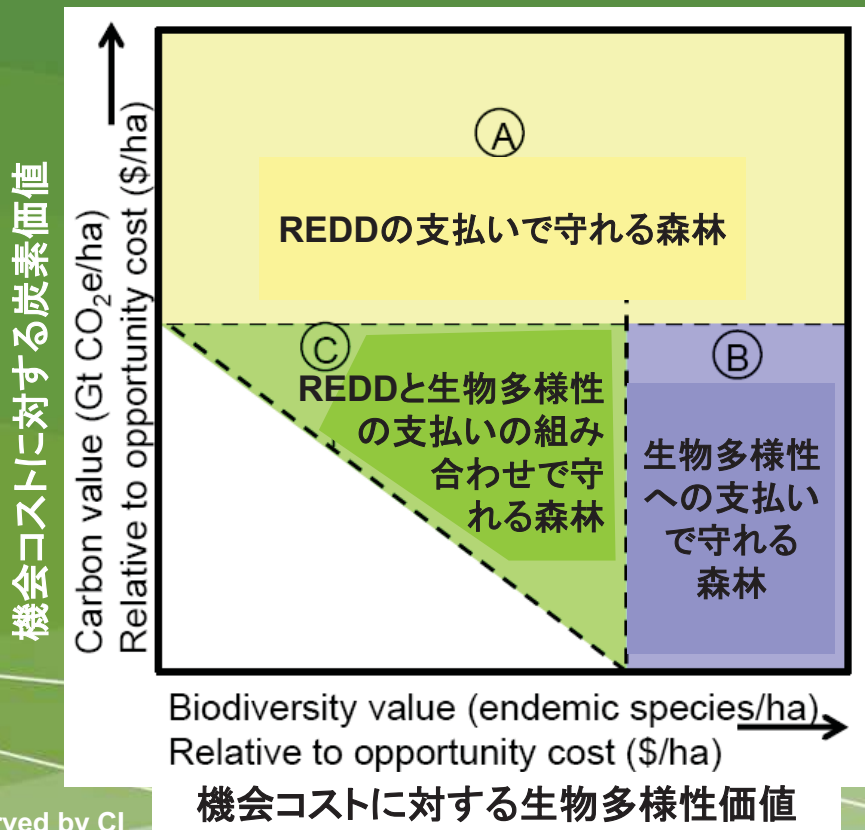 機会コストに対する炭素価値
Carbon value (Gt CO₂e/ha)
Relative to opportunity cost ($/ha)
A
REDDの支払いで守れる森林
C
REDDと生物多様性
の支払いの組み
合わせで守
れる森林
B
生物多様性
への支払い
で守れる
森林
Biodiversity value (endemic species/ha)
Relative to opportunity cost ($/ha)
機会コストに対する生物多様性価値
by CI